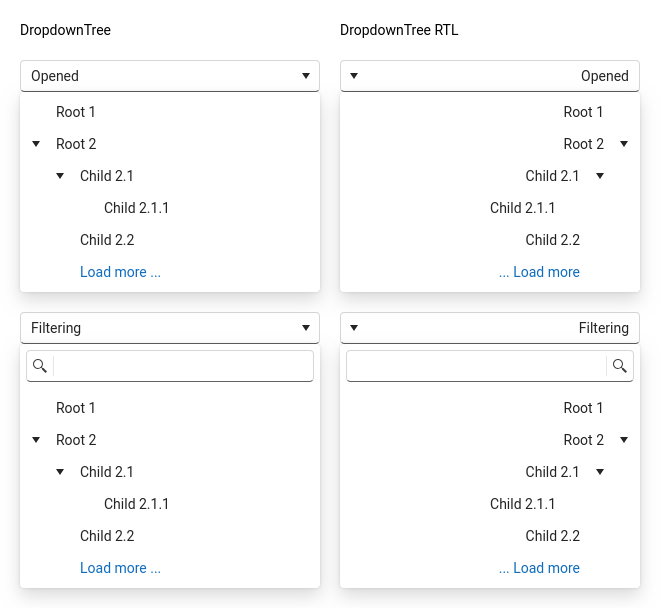 DropdownTree
Opened
Root 1
Root 2
Child 2.1
Child 2.1.1
Child 2.2
Load more ...
Filtering
Root 1
Root 2
Child 2.1
Child 2.1.1
Child 2.2
Load more ...
DropdownTree RTL
Opened
Root 1
Root 2
Child 2.1
Child 2.1.1
Child 2.2
... Load more
Filtering
Root 1
Root 2
Child 2.1
Child 2.1.1
Child 2.2
... Load more